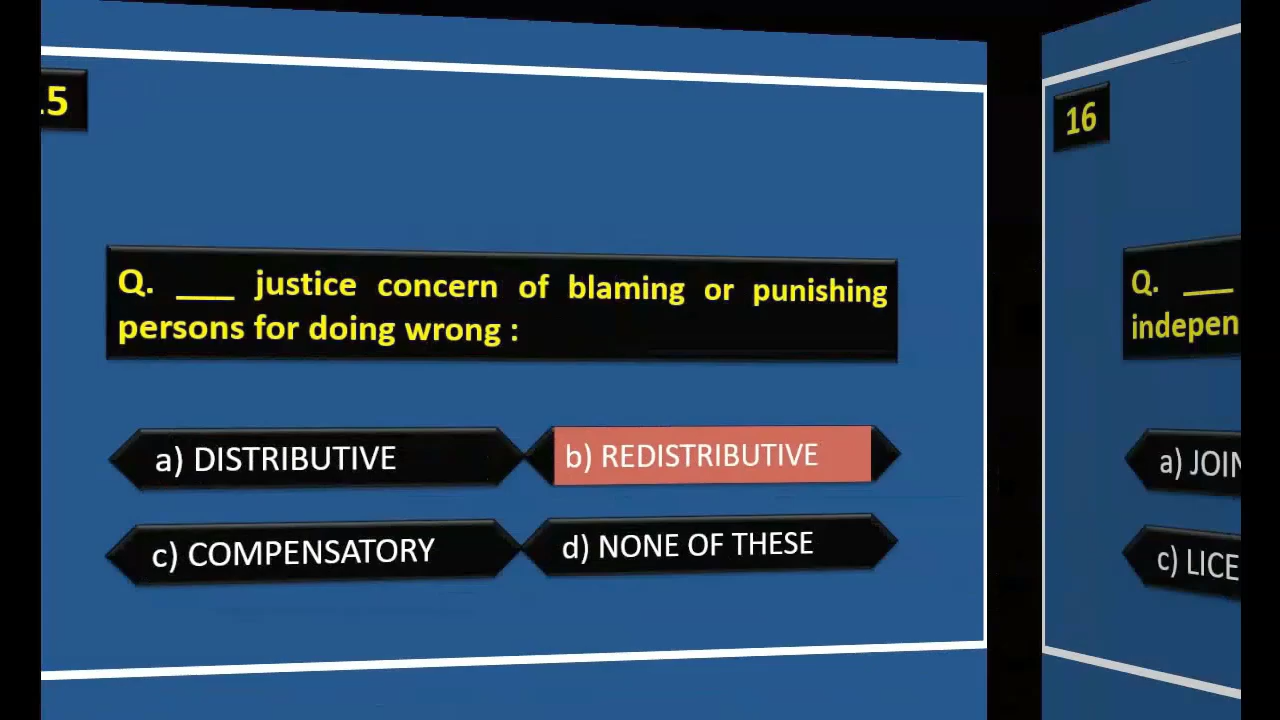 .5
Q. ___ justice concern of blaming or punishing
persons for doing wrong :
a) DISTRIBUTIVE
b) REDISTRIBUTIVE
c) COMPENSATORY
d) NONE OF THESE
16
Q. ___
indepen
a) JOIN
c) LICE